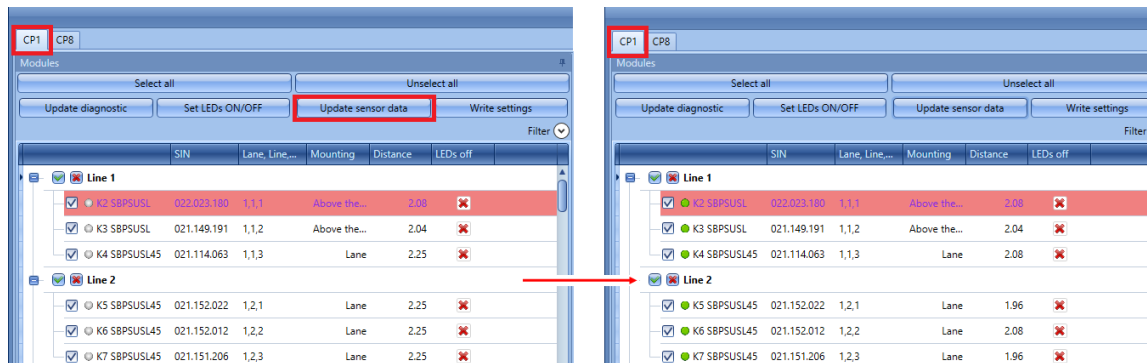 CP1 CP8
Modules
Select all Unselect all
Update diagnostic Set LEDs ON/OFF Update sensor data Write settings
Filter
SIN Lane, Line,... Mounting Distance LEDs off
Line 1
K2 SBPSUSL 022.023.180 1,1,1 Above the... 2.08
K3 SBPSUSL 021.149.191 1,1,2 Above the... 2.04
K4 SBPSUSL45 021.114.063 1,1,3 Lane 2.25
Line 2
K5 SBPSUSL45 021.152.022 1,2,1 Lane 2.25
K6 SBPSUSL45 021.152.012 1,2,2 Lane 2.25
K7 SBPSUSL45 021.151.206 1,2,3 Lane 2.25
CP1 CP8
Modules
Select all Unselect all
Update diagnostic Set LEDs ON/OFF Update sensor data Write settings
Filter
SIN Lane, Line,... Mounting Distance LEDs off
Line 1
K2 SBPSUSL 022.023.180 1,1,1 Above the... 2.08
K3 SBPSUSL 021.149.191 1,1,2 Above the... 2.04
K4 SBPSUSL45 021.114.063 1,1,3 Lane 2.08
Line 2
K5 SBPSUSL45 021.152.022 1,2,1 Lane 1.96
K6 SBPSUSL45 021.152.012 1,2,2 Lane 2.08
K7 SBPSUSL45 021.151.206 1,2,3 Lane 1.96